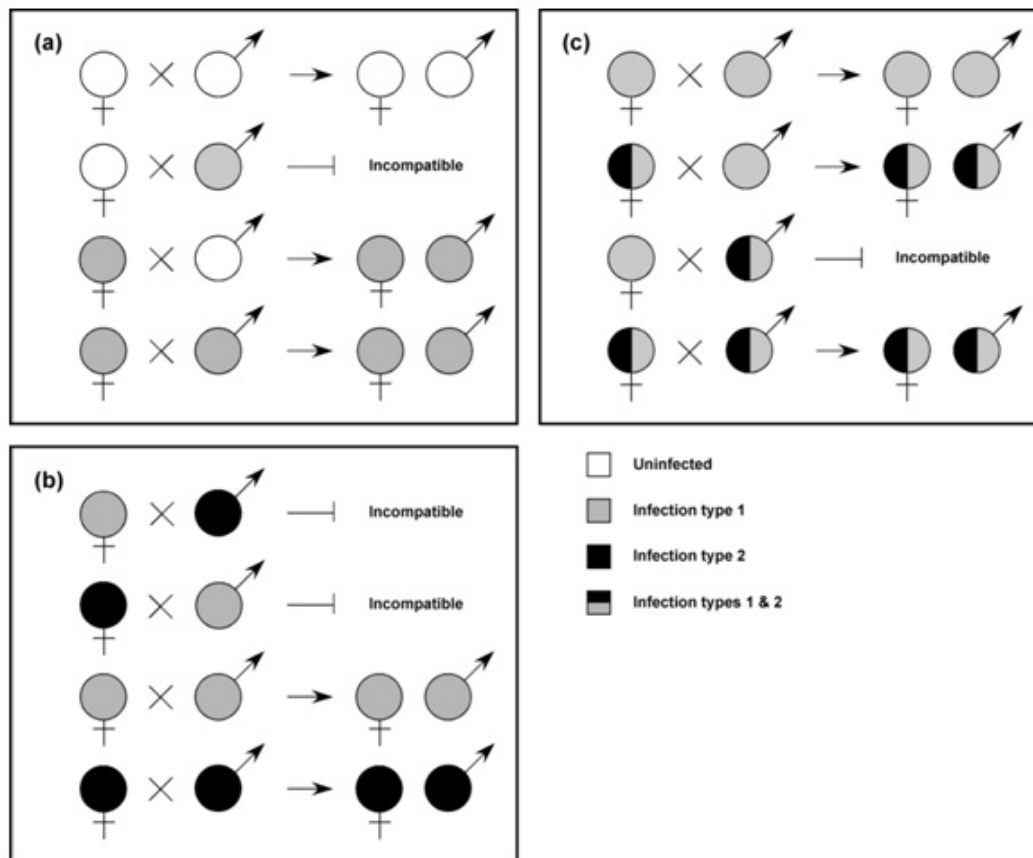 (a)
Incompatible
(b)
Incompatible
Incompatible
(c)
Incompatible
Uninfected
Infection type 1
Infection type 2
Infection types 1 & 2